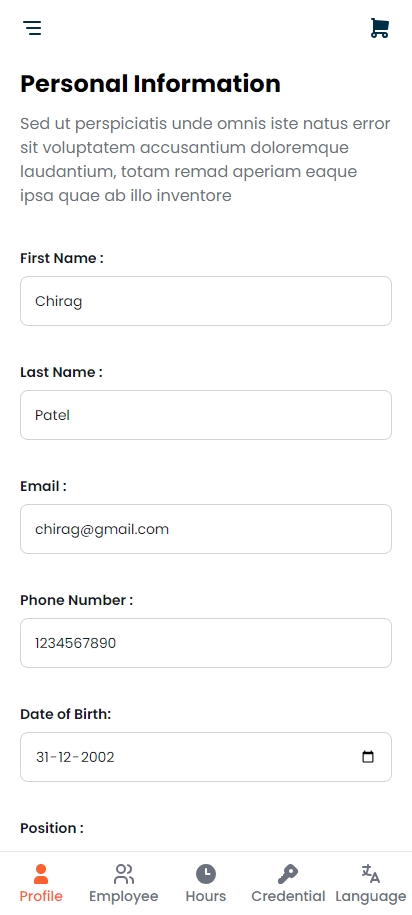 Personal Information
Sed ut perspiciatis unde omnis iste natus error
sit voluptatem accusantium doloremque
laudantium, totam remad aperiam eaque
ipsa quae ab illo inventore
First Name :
Chirag
Last Name :
Patel
Email :
chirag@gmail.com
Phone Number :
1234567890
Date of Birth:
31-12-2002
Position :
Profile Employee Hours Credential Language